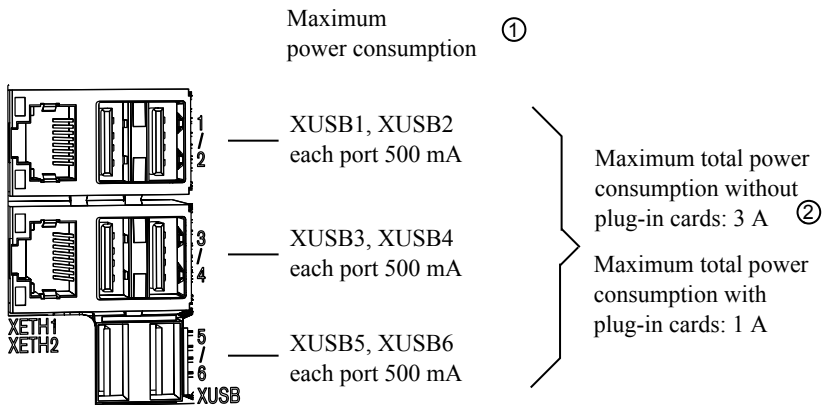 Maximum
power consumption ①
1
/
2
XUSB1, XUSB2
each port 500 mA
3
/
4
XUSB3, XUSB4
each port 500 mA
XETH1
XETH2
5
/
6
XUSB
XUSB5, XUSB6
each port 500 mA
Maximum total power
consumption without
plug-in cards: 3 A ②
Maximum total power
consumption with
plug-in cards: 1 A